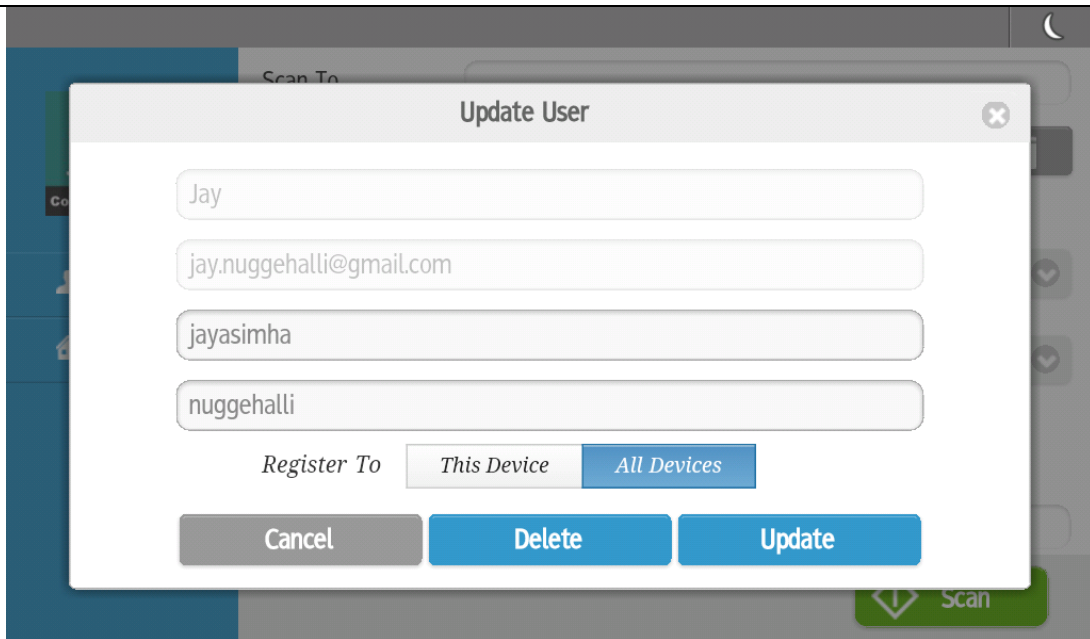 Scan To
Update User
Jay
Co
jay.nuggehalli@gmail.com
jayasimha
nuggehalli
Register To This Device All Devices
Cancel Delete Update
Scan